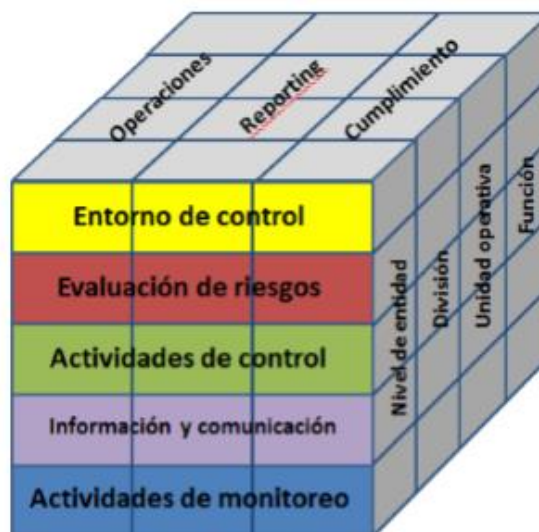 Operaciones
Reporting
Cumplimiento
Entorno de control
Evaluación de riesgos
Actividades de control
Información y comunicación
Actividades de monitoreo
Nivel de entidad
División
Unidad operativa
Función